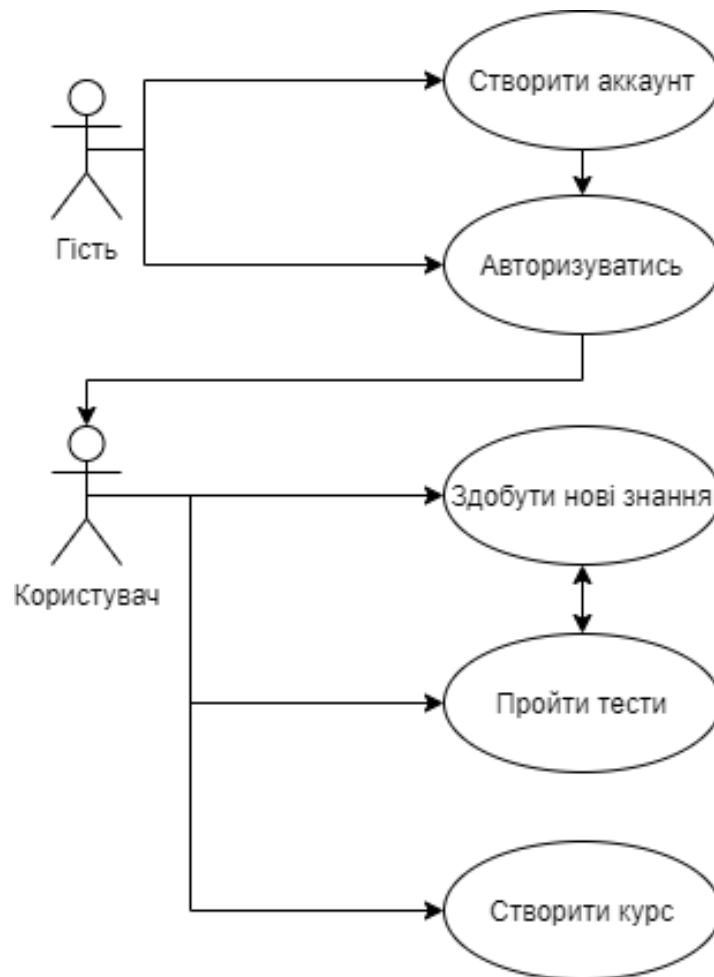 Створити аккаунт
Гість
Авторизуватись
Здобути нові знання
Користувач
Пройти тести
Створити курс